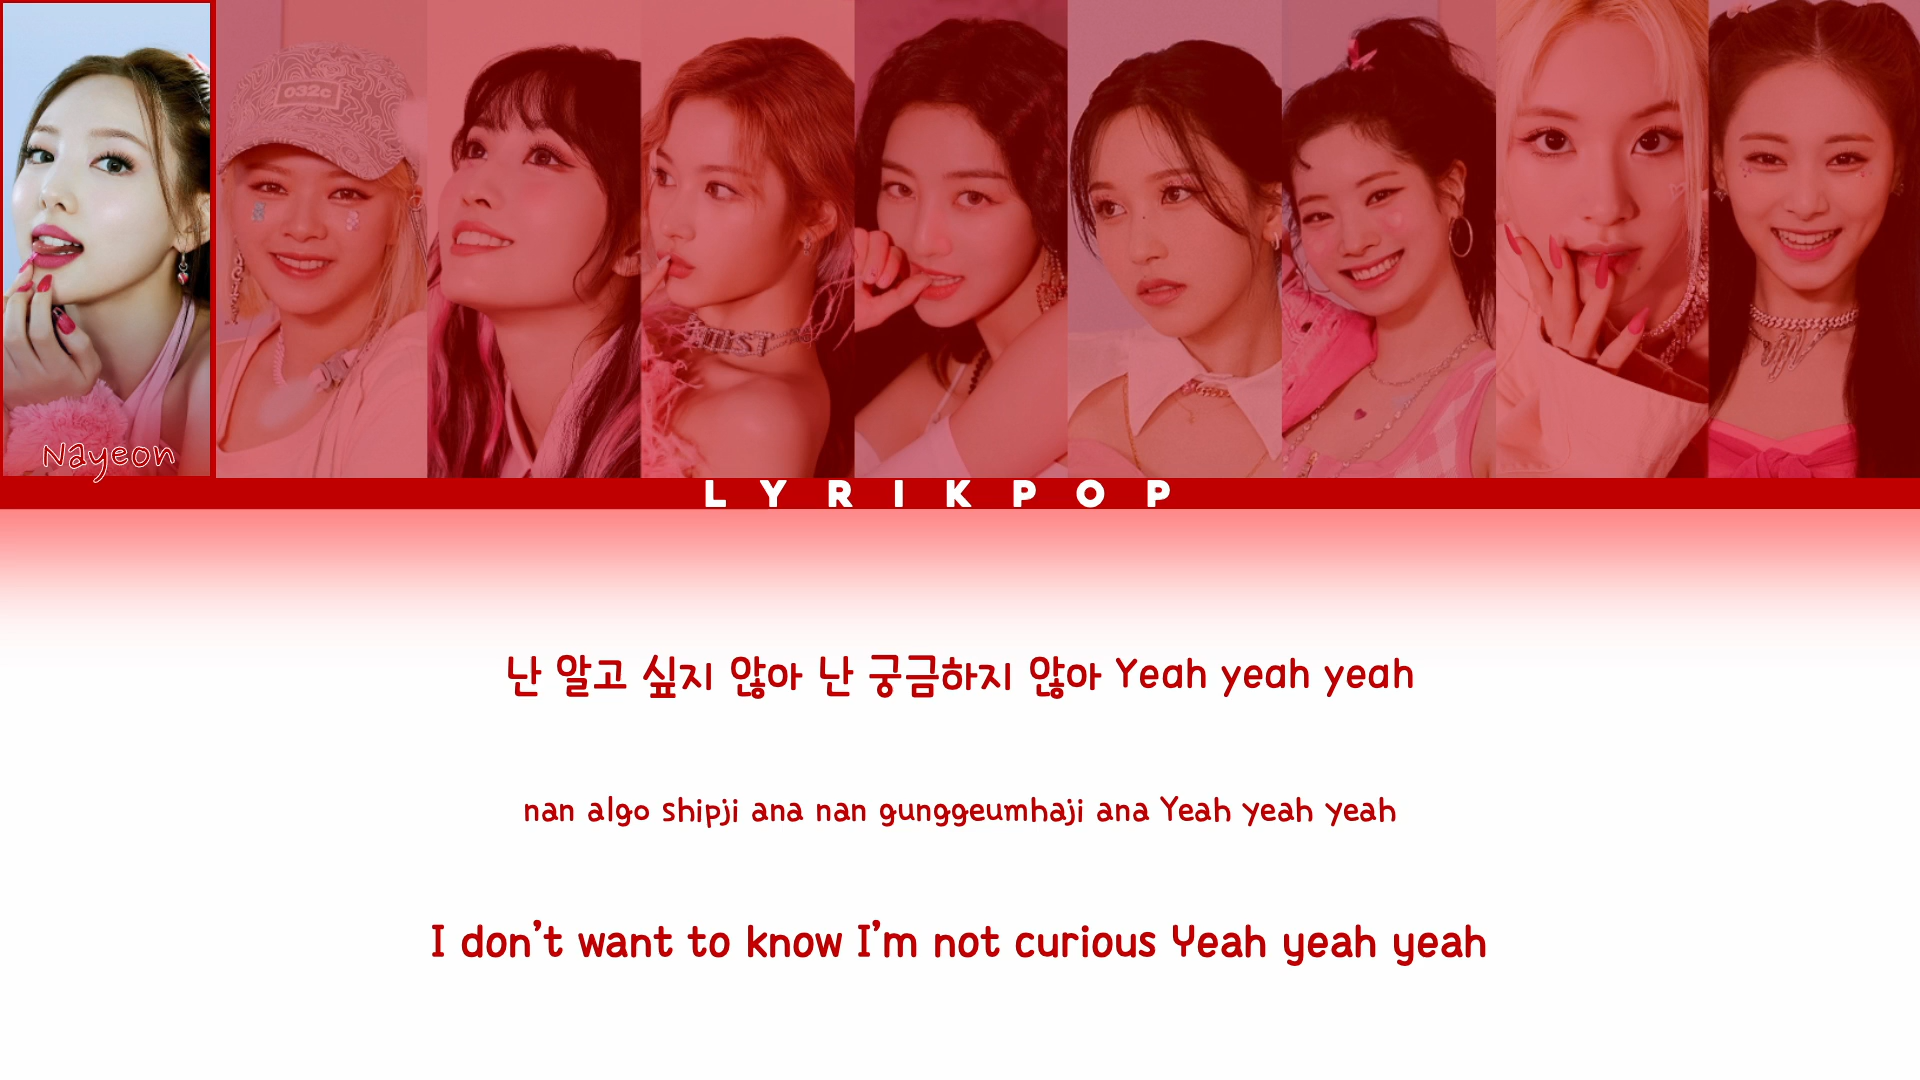 032c
Nayeon
LYRIKPOP
난 알고 싶지 않아 난 궁금하지 않아 Yeah yeah yeah
nan algo shipji ana nan gunggeumhaji ana Yeah yeah yeah
I don't want to know I'm not curious Yeah yeah yeah